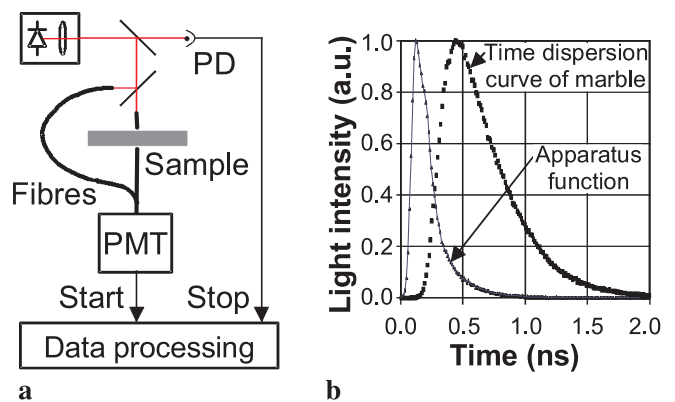 PD
Sample
Fibres
PMT
Start
Stop
Data processing
a
Light intensity (a.u.)
1.0
0.8
0.6
0.4
0.2
0.0
Time dispersion
curve of marble
Apparatus
function
0.0 0.5 1.0 1.5 2.0
Time (ns)
b